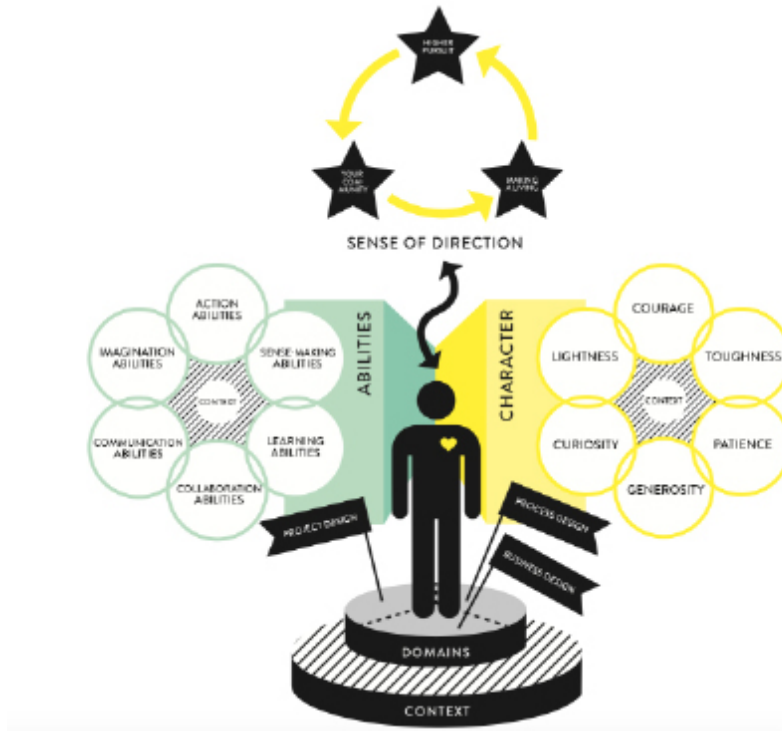 HIGHER
PURSUIT
YOUR
COM-
MUNITY
MAKING
A LIVING
SENSE OF DIRECTION
ABILITIES
ACTION
ABILITIES
IMAGINATION
ABILITIES
SENSE-MAKING
ABILITIES
CONTEXT
COMMUNICATION
ABILITIES
LEARNING
ABILITIES
COLLABORATION
ABILITIES
CHARACTER
COURAGE
LIGHTNESS
TOUGHNESS
CONTEXT
CURIOSITY
PATIENCE
GENEROSITY
PROJECT DESIGN
PROCESS DESIGN
BUSINESS DESIGN
DOMAINS
CONTEXT